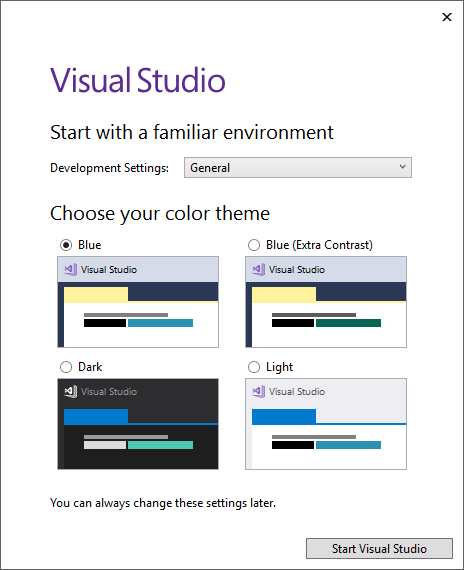 Visual Studio
Start with a familiar environment
Development Settings: General
Choose your color theme
Blue
Blue (Extra Contrast)
Visual Studio
Visual Studio
Dark
Light
Visual Studio
Visual Studio
You can always change these settings later.
Start Visual Studio